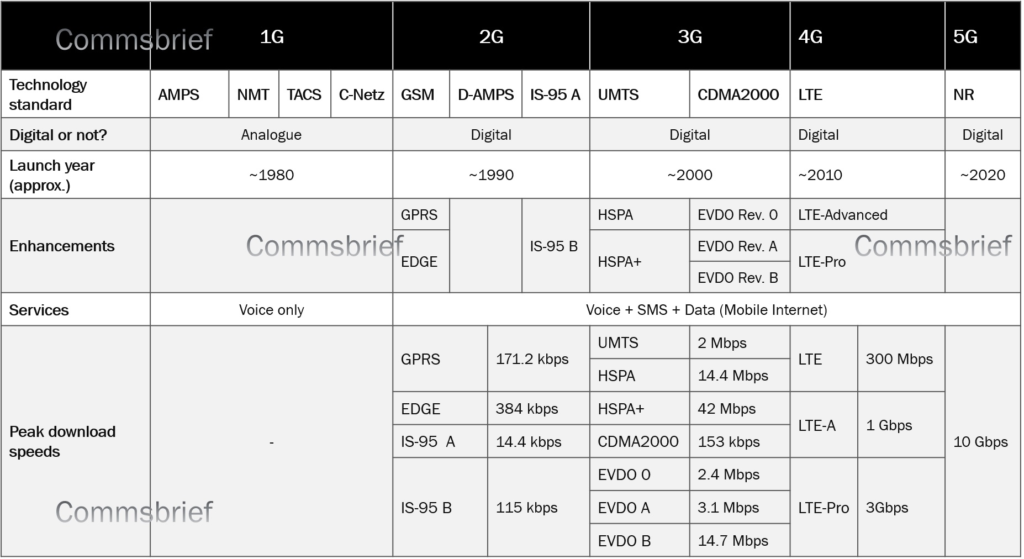 Commsbrief 1G 2G 3G 4G 5G
Technology standard AMPS NMT TACS C-Netz GSM D-AMPS IS-95 A UMTS CDMA2000 LTE NR
Digital or not? Analogue Digital Digital Digital Digital
Launch year (approx.) ~1980 ~1990 ~2000 ~2010 ~2020
Enhancements
GPRS HSPA EVDO Rev. 0 LTE-Advanced
Commsbrief IS-95 B EVDO Rev. A Commsbrief
EDGE HSPA+ LTE-Pro
EVDO Rev. B
Services Voice only Voice + SMS + Data (Mobile Internet)
Peak download speeds
-
GPRS 171.2 kbps UMTS 2 Mbps LTE 300 Mbps
HSPA 14.4 Mbps
EDGE 384 kbps HSPA+ 42 Mbps LTE-A 1 Gbps
IS-95 A 14.4 kbps CDMA2000 153 kbps 10 Gbps
EVDO 0 2.4 Mbps
IS-95 B 115 kbps EVDO A 3.1 Mbps LTE-Pro 3Gbps
Commsbrief
EVDO B 14.7 Mbps